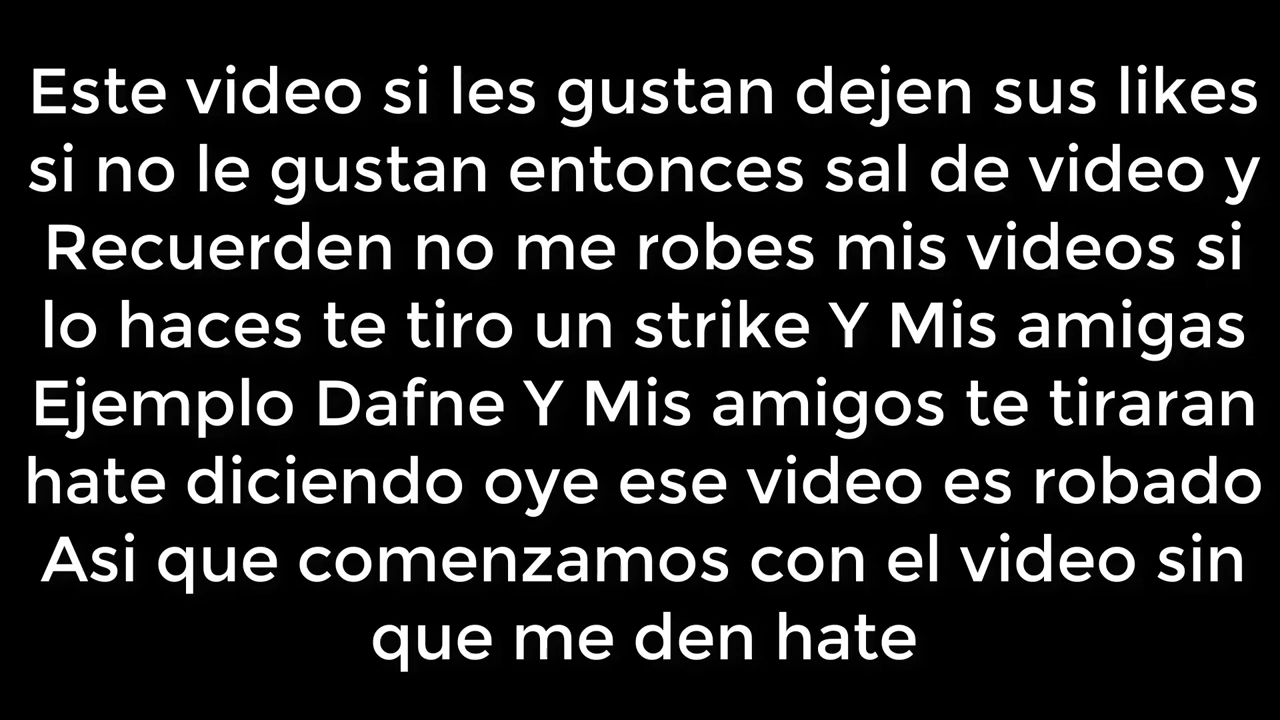 Este video si les gustan dejen sus likes
si no le gustan entonces sal de video y
Recuerden no me robes mis videos si
lo haces te tiro un strike Y Mis amigas
Ejemplo Dafne Y Mis amigos te tiraran
hate diciendo oye ese video es robado
Asi que comenzamos con el video sin
que me den hate